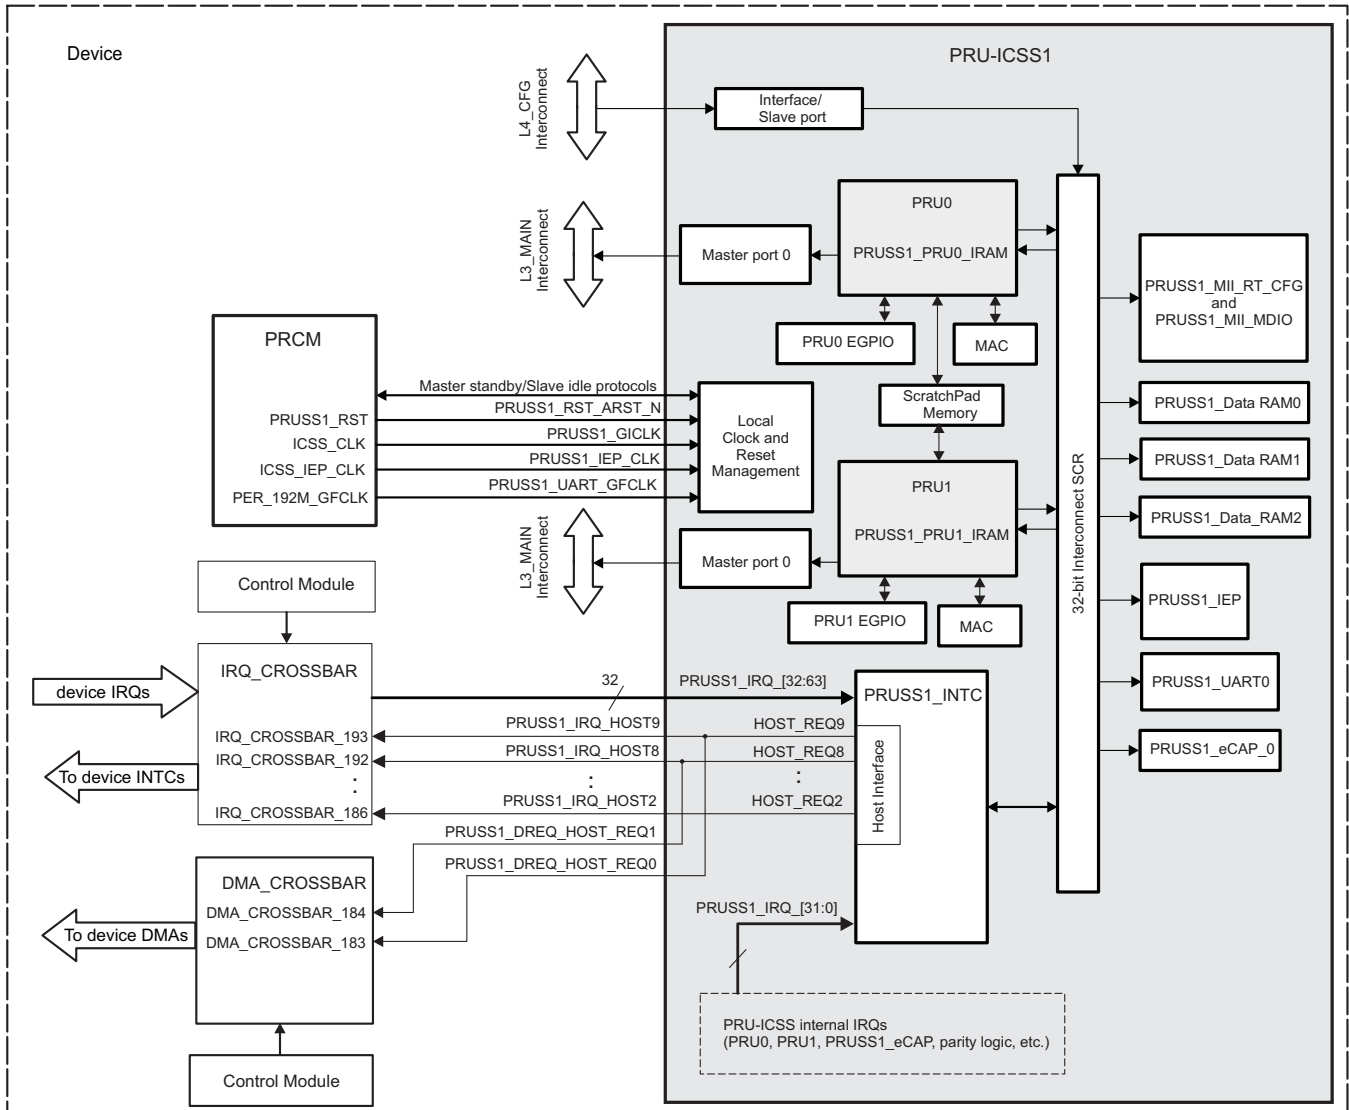 Device
PRU-ICSS1
L4_CFG
Interconnect
Interface/
Slave port
L3_MAIN
Interconnect
Master port 0
PRU0
PRUSS1_PRU0_IRAM
PRU0 EGPIO
MAC
PRUSS1_MII_RT_CFG
and
PRUSS1_MII_MDIO
PRCM
Master standby/Slave idle protocols
PRUSS1_RST
PRUSS1_RST_ARST_N
ICSS_CLK
PRUSS1_GICLK
ICSS_IEP_CLK
PRUSS1_IEP_CLK
PER_192M_GFCLK
PRUSS1_UART_GFCLK
Local
Clock and
Reset
Management
ScratchPad
Memory
PRUSS1_Data RAM0
PRUSS1_Data RAM1
PRUSS1_Data_RAM2
32-bit Interconnect SCR
L3_MAIN
Interconnect
Master port 0
PRU1
PRUSS1_PRU1_IRAM
PRU1 EGPIO
MAC
PRUSS1_IEP
PRUSS1_UART0
PRUSS1_eCAP_0
Control Module
IRQ_CROSSBAR
device IRQs
32
PRUSS1_IRQ_[32:63]
PRUSS1_INTC
IRQ_CROSSBAR_193
PRUSS1_IRQ_HOST9
HOST_REQ9
IRQ_CROSSBAR_192
PRUSS1_IRQ_HOST8
HOST_REQ8
To device INTCs
:
:
:
IRQ_CROSSBAR_186
PRUSS1_IRQ_HOST2
HOST_REQ2
Host Interface
PRUSS1_DREQ_HOST_REQ1
PRUSS1_DREQ_HOST_REQ0
DMA_CROSSBAR
DMA_CROSSBAR_184
To device DMAs
DMA_CROSSBAR_183
PRUSS1_IRQ_[31:0]
PRU-ICSS internal IRQs
(PRU0, PRU1, PRUSS1_eCAP, parity logic, etc.)
Control Module